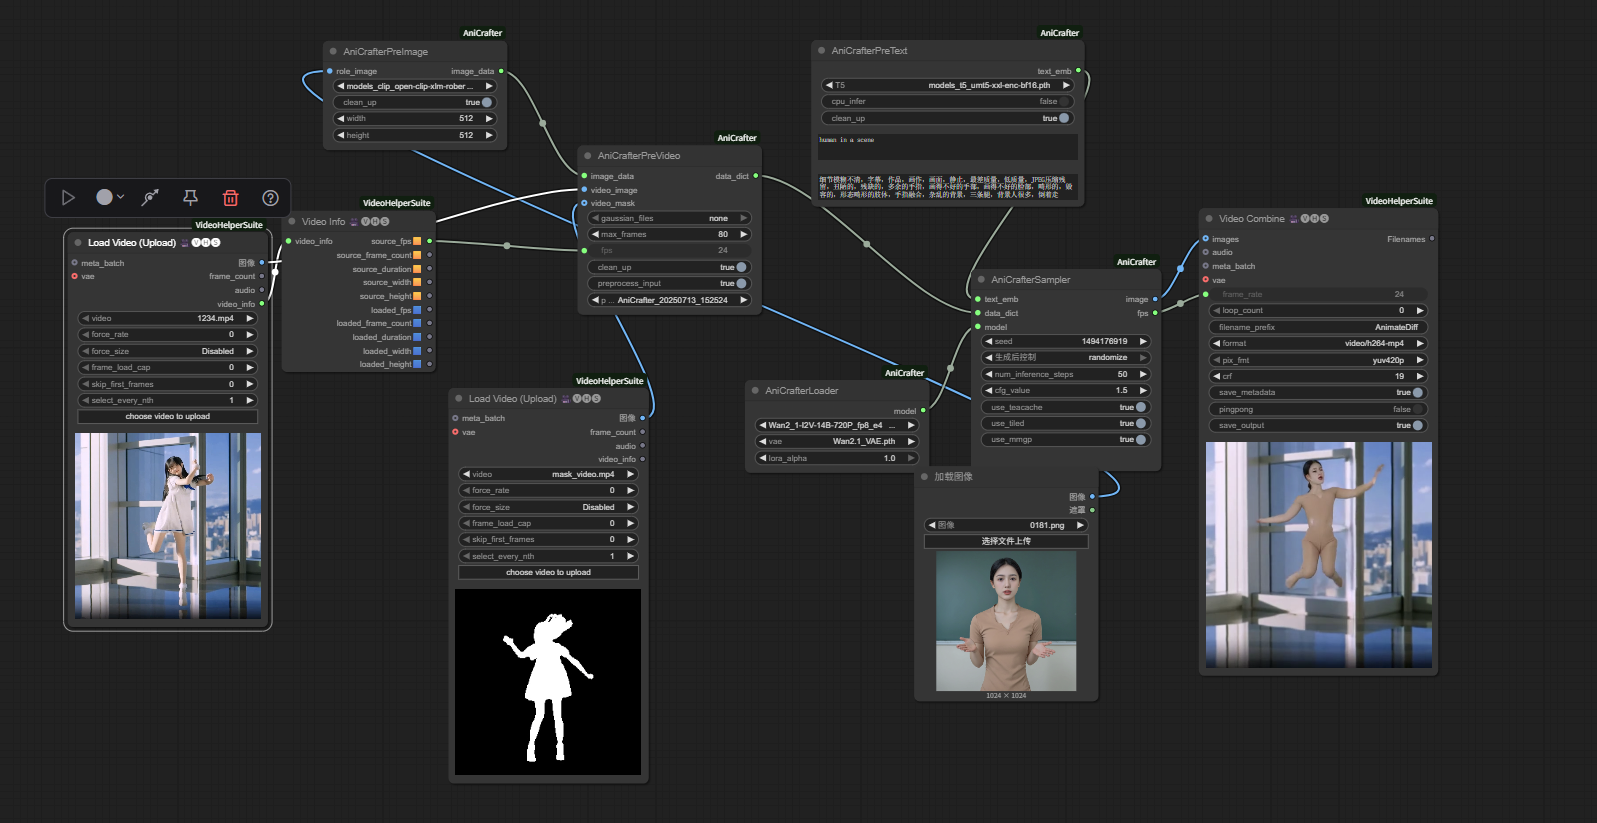 AniCrafter
AniCrafterPreImage
role_image
image_data
models_clip_open-clip-xlm-rober ...
clean_up
true
width
512
height
512
AniCrafter
AniCrafterPreVideo
image_data
data_dict
video_image
video_mask
gaussian_files
none
max_frames
80
fps
24
clean_up
true
preprocess_input
true
p ...
AniCrafter_20250713_152524
AniCrafter
AniCrafterPreText
text_emb
T5
models_t5_umt5-xxl-enc-bf16.pth
cpu_infer
false
clean_up
true
human in a scene
细节模糊不清, 字幕, 作品, 画作, 画面, 静止, 最差质量, 低质量, JPEG压缩残
留, 丑陋的, 残缺的, 多余的手指, 画得不好的手部, 画得不好的脸部, 畸形的, 毁
容的, 形态畸形的肢体, 手指融合, 杂乱的背景, 三条腿, 背景人很多, 倒着走
VideoHelperSuite
Load Video (Upload)
VHS
meta_batch
图像
vae
frame_count
audio
video_info
video
1234.mp4
force_rate
0
force_size
Disabled
frame_load_cap
0
skip_first_frames
0
select_every_nth
1
choose video to upload
VideoHelperSuite
Video Info
VHS
video_info
source_fps
source_frame_count
source_duration
source_width
source_height
loaded_fps
loaded_frame_count
loaded_duration
loaded_width
loaded_height
VideoHelperSuite
Load Video (Upload)
VHS
meta_batch
图像
vae
frame_count
audio
video_info
video
mask_video.mp4
force_rate
0
force_size
Disabled
frame_load_cap
0
skip_first_frames
0
select_every_nth
1
choose video to upload
AniCrafter
AniCrafterLoader
model
Wan2_1-I2V-14B-720P_fp8_e4 ...
vae
Wan2.1_VAE.pth
lora_alpha
1.0
AniCrafter
AniCrafterSampler
text_emb
image
data_dict
fps
model
seed
1494176919
生成后控制
randomize
num_inference_steps
50
cfg_value
1.5
use_teacache
true
use_tiled
true
use_mmgp
true
加载图像
图像
遮罩
图像
0181.png
选择文件上传
1024 × 1024
VideoHelperSuite
Video Combine
VHS
images
Filenames
audio
meta_batch
vae
frame_rate
24
loop_count
0
filename_prefix
AnimateDiff
format
video/h264-mp4
pix_fmt
yuv420p
crf
19
save_metadata
true
pingpong
false
save_output
true